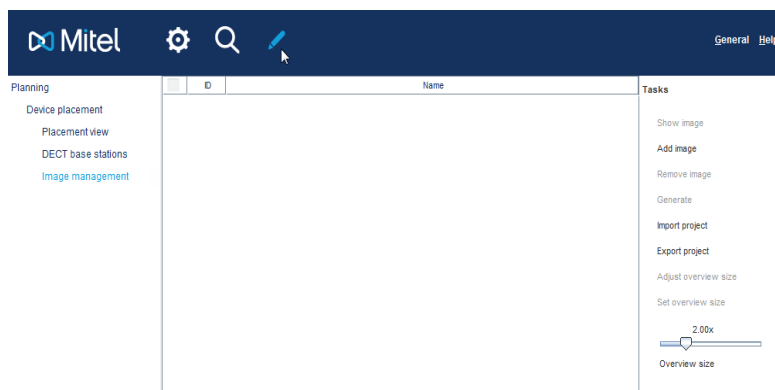 Mitel
General Help
Planning
Device placement
Placement view
DECT base stations
Image management
ID Name
Tasks
Show image
Add image
Remove image
Generate
Import project
Export project
Adjust overview size
Set overview size
2.00x
Overview size